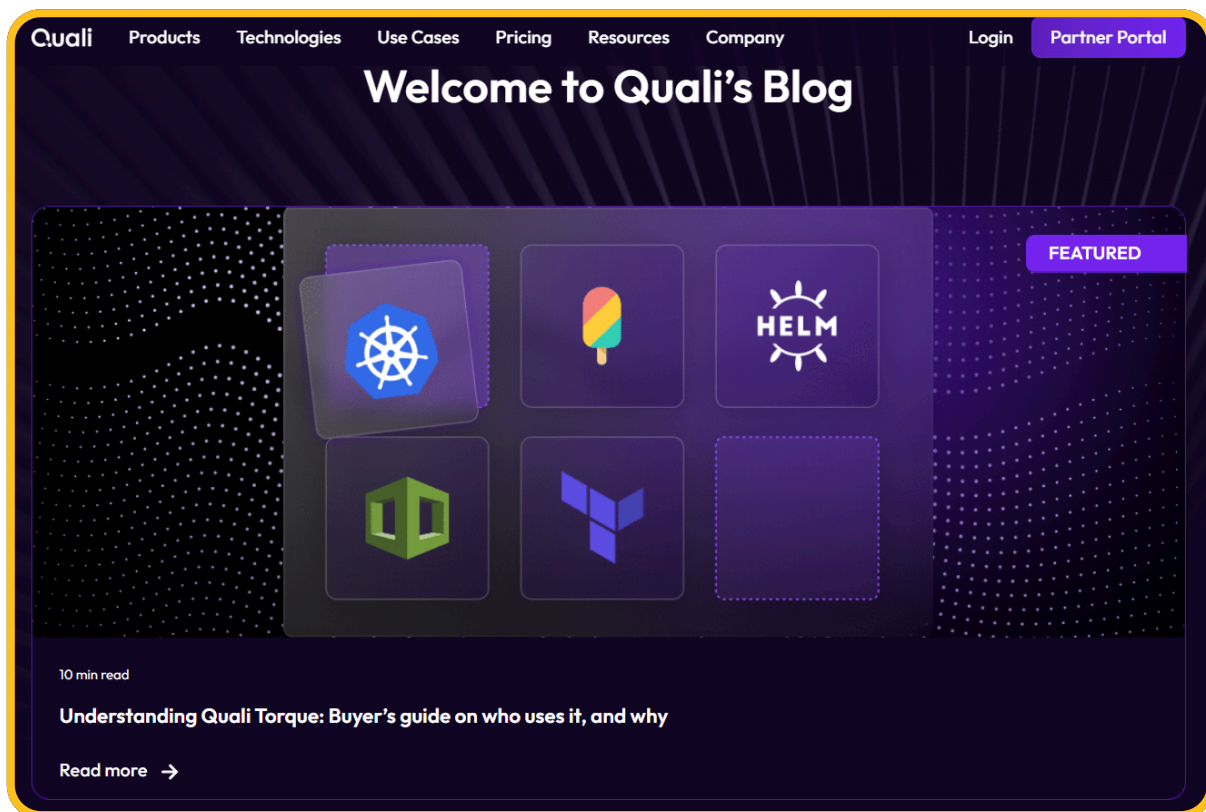 Quali Products Technologies Use Cases Pricing Resources Company Login Partner Portal
Welcome to Quali’s Blog
FEATURED
HELM
10 min read
Understanding Quali Torque: Buyer’s guide on who uses it, and why
Read more